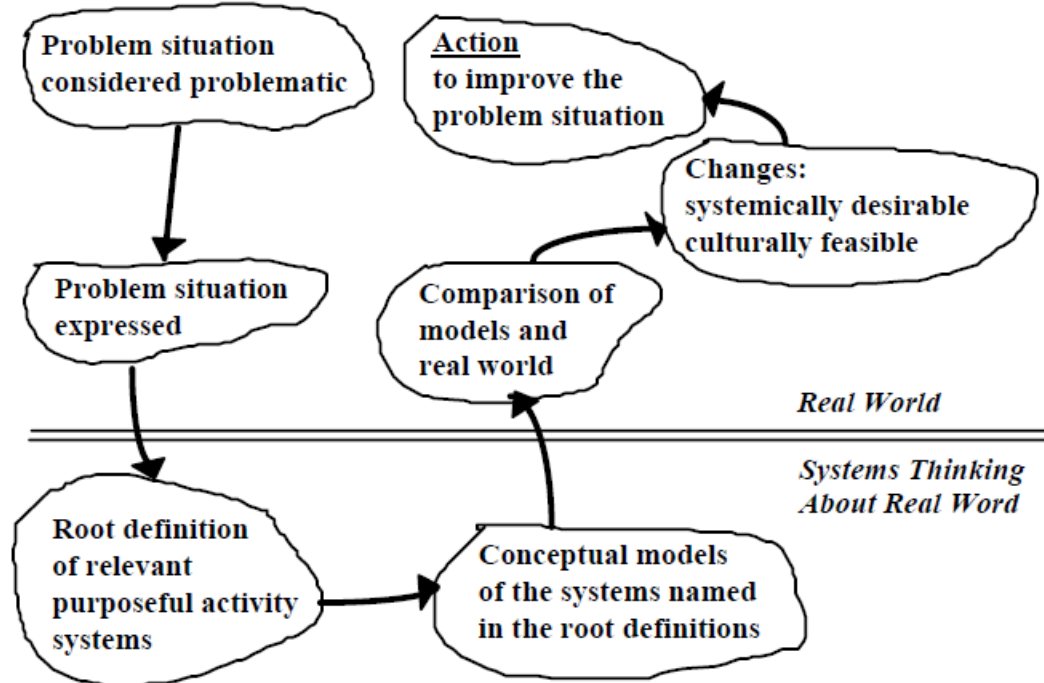 Problem situation
considered problematic
Action
to improve the
problem situation
Changes:
systemically desirable
culturally feasible
Problem situation
expressed
Comparison of
models and
real world
Real World
Systems Thinking
About Real Word
Root definition
of relevant
purposeful activity
systems
Conceptual models
of the systems named
in the root definitions